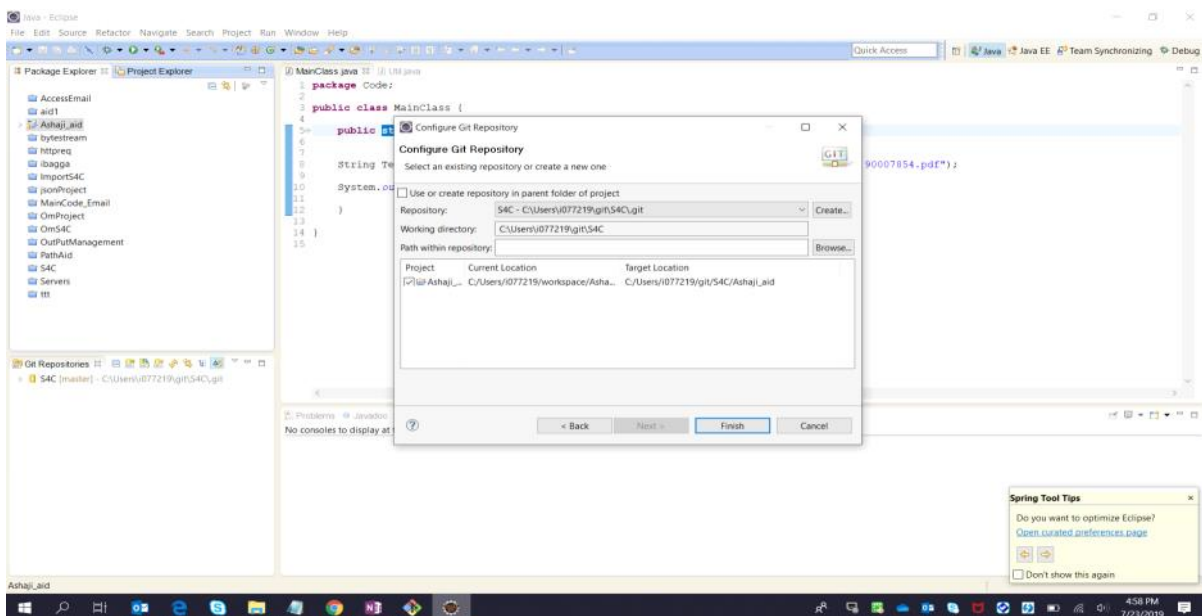 Java - Eclipse
File Edit Source Refactor Navigate Search Project Run Window Help
Quick Access
Java Java EE Team Synchronizing Debug
Package Explorer Project Explorer
AccessEmail
aid1
Ashaji_aid
bytestream
httpreq
ibagga
ImportS4C
jsonProject
MainCode_Email
OmProject
OmS4C
OutPutManagement
PathAid
S4C
Servers
ttt
Git Repositories
S4C [master] - C:\Users\i077219\git\S4C\.git
MainClass.java Util.java
1 package Code;
2
3 public class MainClass {
4
5 public st
6
7
8 String Te 90007854.pdf");
9
10 System.ou
11
12 }
13
14 }
15
Configure Git Repository
Configure Git Repository
GIT
Select an existing repository or create a new one
Use or create repository in parent folder of project
Repository: S4C - C:\Users\i077219\git\S4C\.git Create...
Working directory: C:\Users\i077219\git\S4C
Path within repository: Browse...
Project Current Location Target Location
Ashaji_... C:/Users/i077219/workspace/Asha... C:/Users/i077219/git/S4C/Ashaji_aid
? < Back Next > Finish Cancel
Problems Javadoc
No consoles to display at
Spring Tool Tips
Do you want to optimize Eclipse?
Open curated preferences page
Don't show this again
Ashaji_aid
4:58 PM
7/23/2019